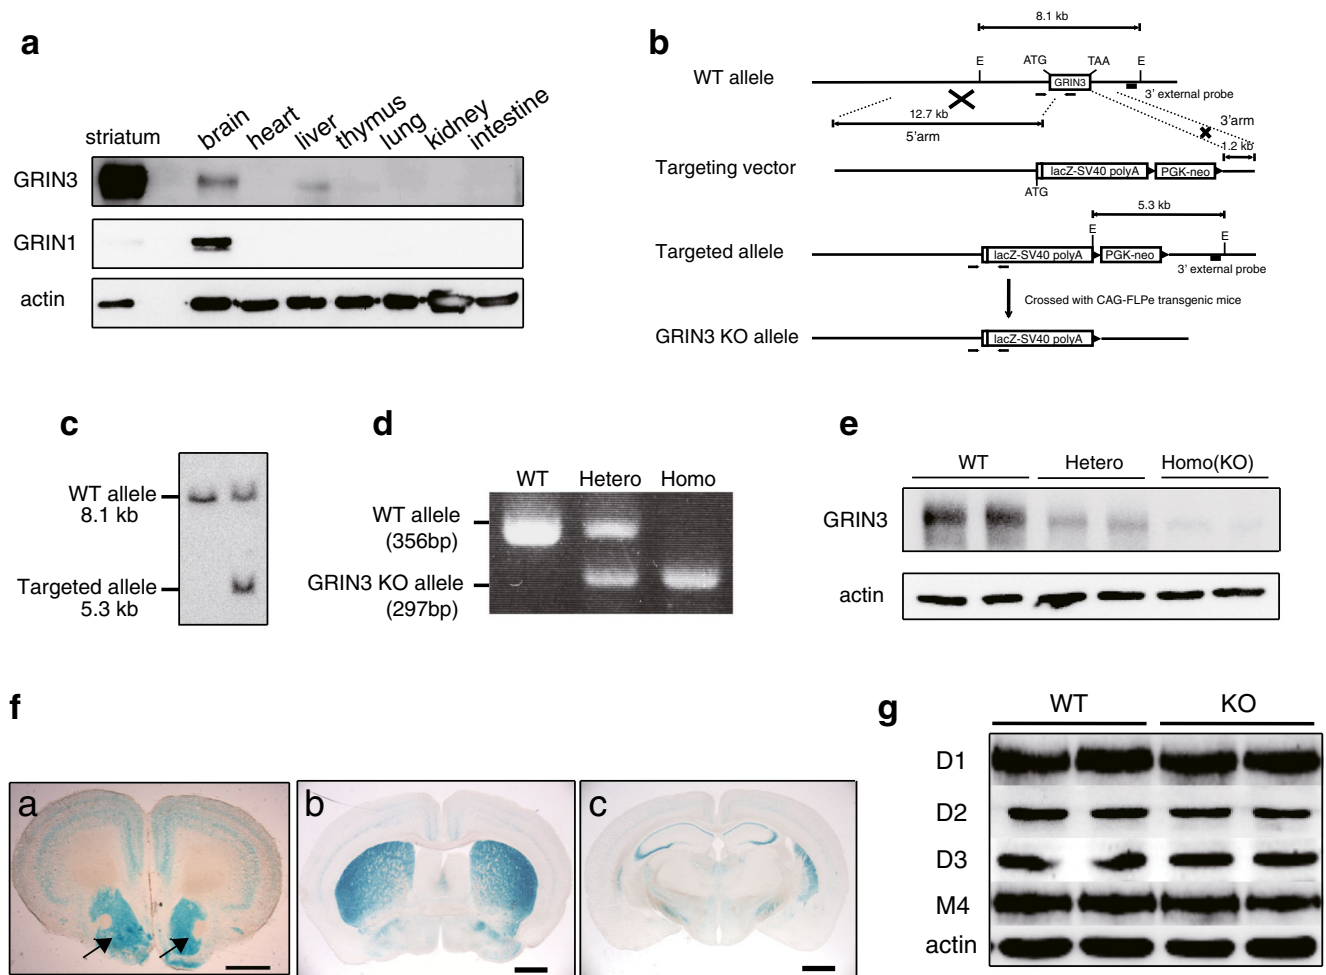 a
striatum
brain
heart
liver
thymus
lung
kidney
intestine
GRIN3
GRIN1
actin
b
8.1 kb
WT allele
E
ATG
TAA
E
GRIN3
3' external probe
12.7 kb
5'arm
3'arm
1.2 kb
Targeting vector
lacZ-SV40 polyA
PGK-neo
ATG
5.3 kb
Targeted allele
E
E
lacZ-SV40 polyA
PGK-neo
3' external probe
Crossed with CAG-FLPe transgenic mice
GRIN3 KO allele
lacZ-SV40 polyA
c
WT allele
8.1 kb
Targeted allele
5.3 kb
d
WT Hetero Homo
WT allele
(356bp)
GRIN3 KO allele
(297bp)
e
WT Hetero Homo(KO)
GRIN3
actin
f
a
b
c
g
WT KO
D1
D2
D3
M4
actin